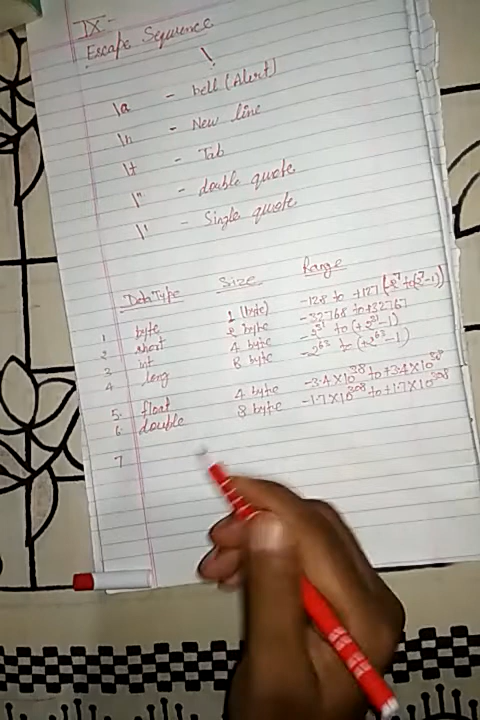 IX-
Escape Sequence
\
\a - bell (Alert)
\n - New line
\t - Tab
\" - double quote
\' - Single quote
Data Type Size Range
1 byte 1 (byte) -128 to +127 (-2^7 to (2^7-1))
2 short 2 byte -32768 to +32767
3 int 4 byte -2^31 to (+2^31-1)
4 long 8 byte -2^63 to (+2^63-1)
5. float 4 byte -3.4×10^38 to +3.4×10^38
6 double 8 byte -1.7×10^308 to +1.7×10^308
7